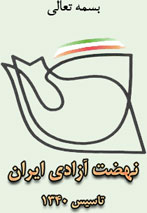 بسمه تعالی
نهضت آزادی ایران
تاسیس ۱۳۴۰